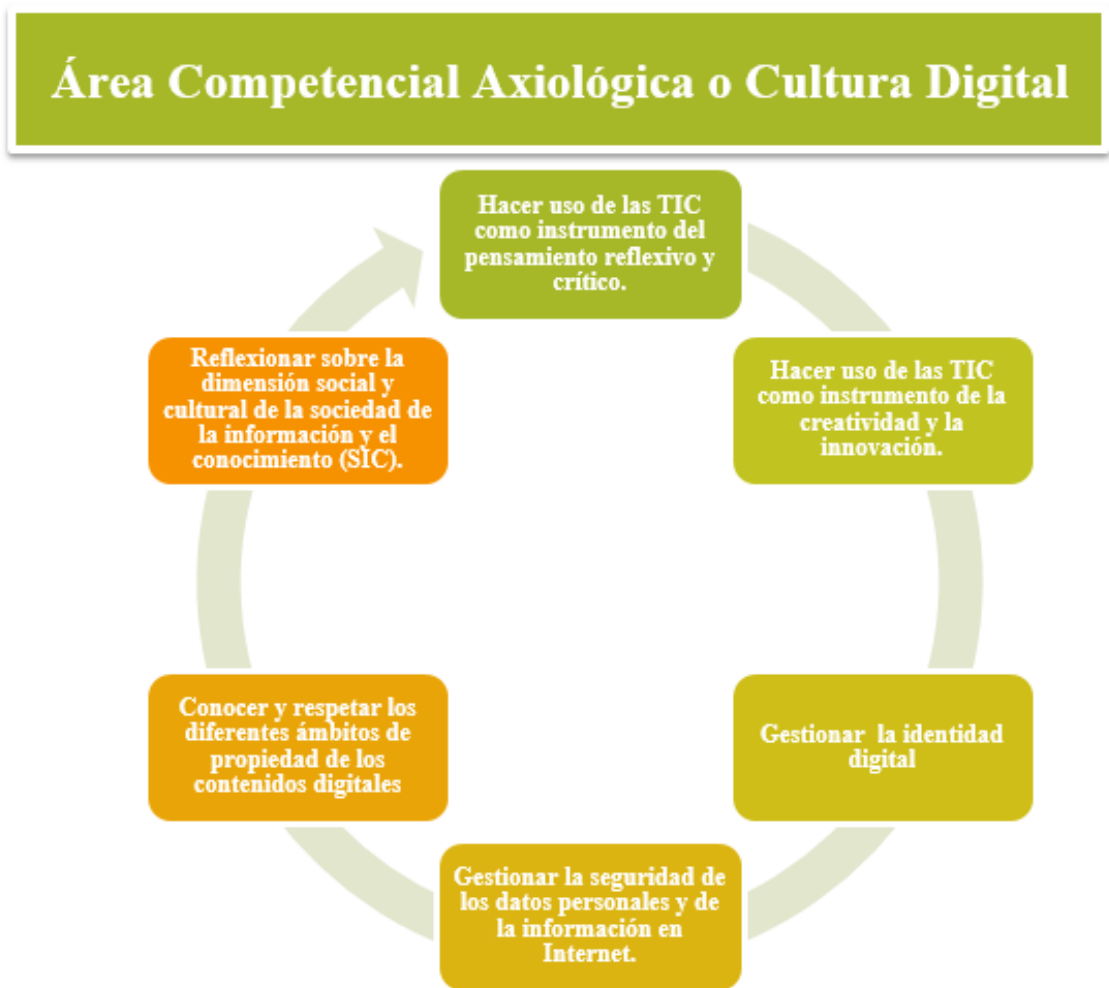 Área Competencial Axiológica o Cultura Digital
Hacer uso de las TIC
como instrumento del
pensamiento reflexivo y
crítico.
Hacer uso de las TIC
como instrumento de la
creatividad y la
innovación.
Gestionar la identidad
digital
Gestionar la seguridad de
los datos personales y de
la información en
Internet.
Conocer y respetar los
diferentes ámbitos de
propiedad de los
contenidos digitales
Reflexionar sobre la
dimensión social y
cultural de la sociedad de
la información y el
conocimiento (SIC).